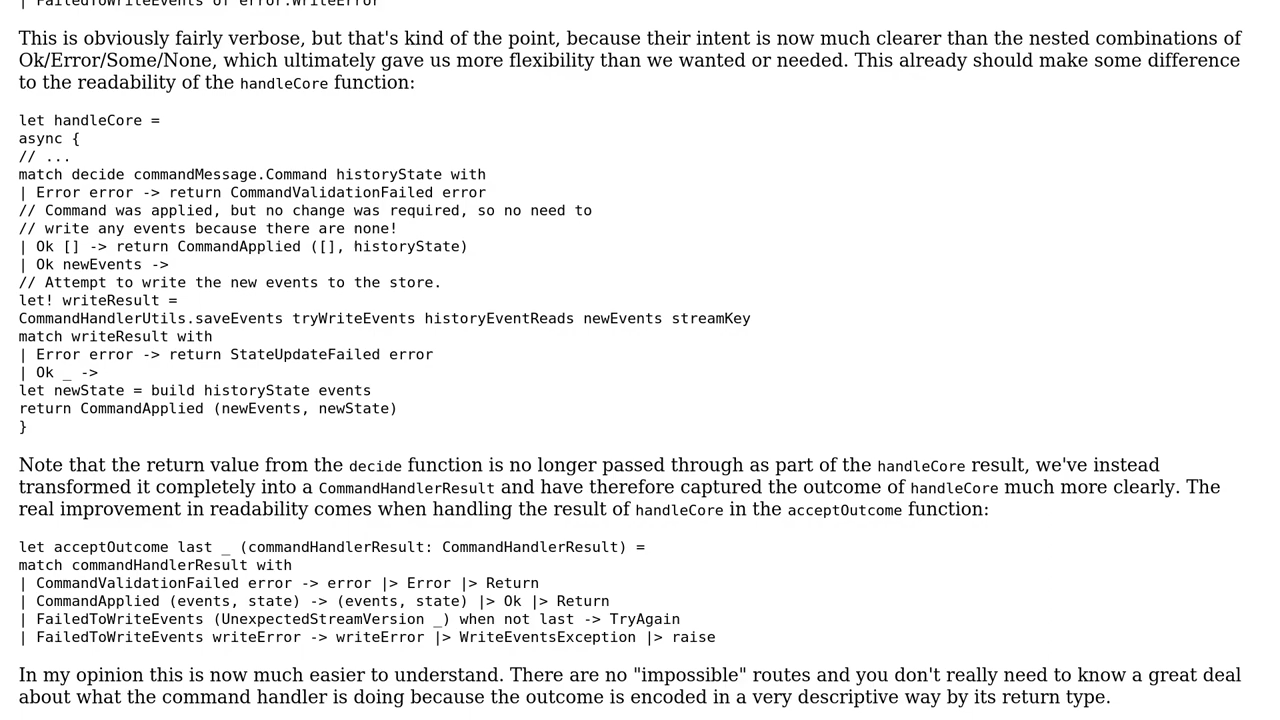 | FailedToWriteEvents of error.WriteError
This is obviously fairly verbose, but that's kind of the point, because their intent is now much clearer than the nested combinations of
Ok/Error/Some/None, which ultimately gave us more flexibility than we wanted or needed. This already should make some difference
to the readability of the handleCore function:
let handleCore =
async {
// ...
match decide commandMessage.Command historyState with
| Error error -> return CommandValidationFailed error
// Command was applied, but no change was required, so no need to
// write any events because there are none!
| Ok [] -> return CommandApplied ([], historyState)
| Ok newEvents ->
// Attempt to write the new events to the store.
let! writeResult =
CommandHandlerUtils.saveEvents tryWriteEvents historyEventReads newEvents streamKey
match writeResult with
| Error error -> return StateUpdateFailed error
| Ok _ ->
let newState = build historyState events
return CommandApplied (newEvents, newState)
}
Note that the return value from the decide function is no longer passed through as part of the handleCore result, we've instead
transformed it completely into a CommandHandlerResult and have therefore captured the outcome of handleCore much more clearly. The
real improvement in readability comes when handling the result of handleCore in the acceptOutcome function:
let acceptOutcome last _ (commandHandlerResult: CommandHandlerResult) =
match commandHandlerResult with
| CommandValidationFailed error -> error |> Error |> Return
| CommandApplied (events, state) -> (events, state) |> Ok |> Return
| FailedToWriteEvents (UnexpectedStreamVersion _) when not last -> TryAgain
| FailedToWriteEvents writeError -> writeError |> WriteEventsException |> raise
In my opinion this is now much easier to understand. There are no "impossible" routes and you don't really need to know a great deal
about what the command handler is doing because the outcome is encoded in a very descriptive way by its return type.